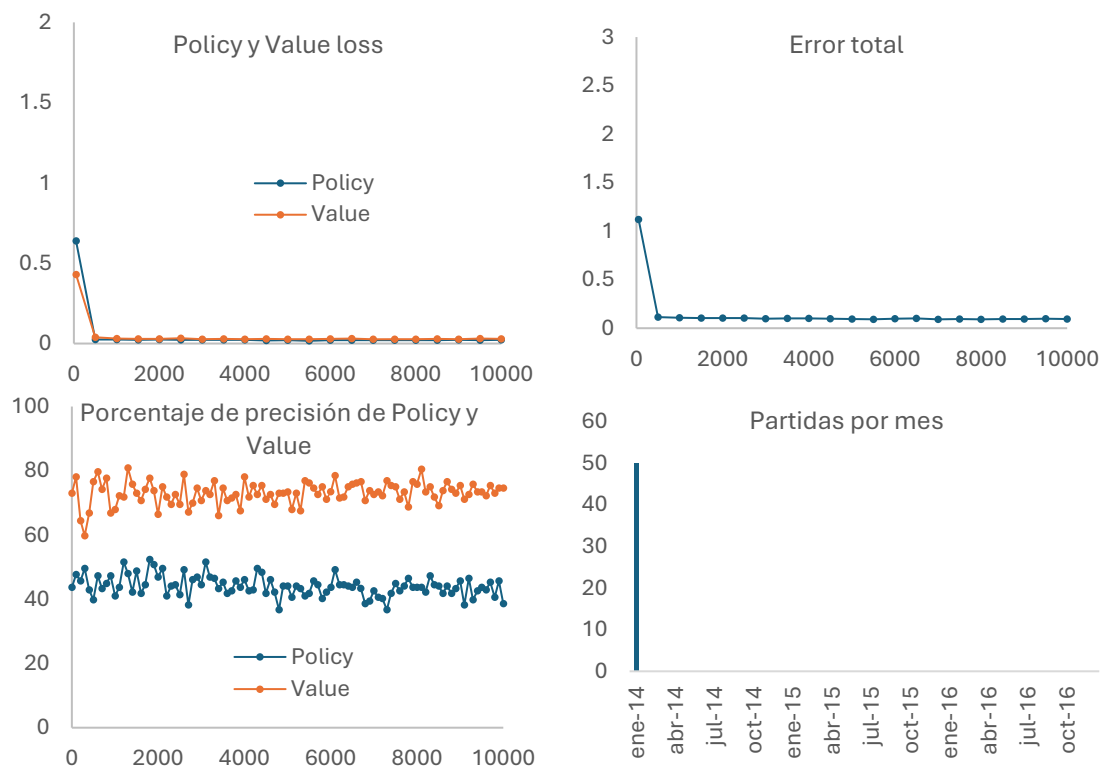 Policy y Value loss
2
1.5
1
0.5
0
Policy
Value
0 2000 4000 6000 8000 10000
Error total
3
2.5
2
1.5
1
0.5
0
0 2000 4000 6000 8000 10000
Porcentaje de precisión de Policy y
Value
100
80
60
40
20
0
Policy
Value
0 2000 4000 6000 8000 10000
Partidas por mes
60
50
40
30
20
10
0
ene-14
abr-14
jul-14
oct-14
ene-15
abr-15
jul-15
oct-15
ene-16
abr-16
jul-16
oct-16